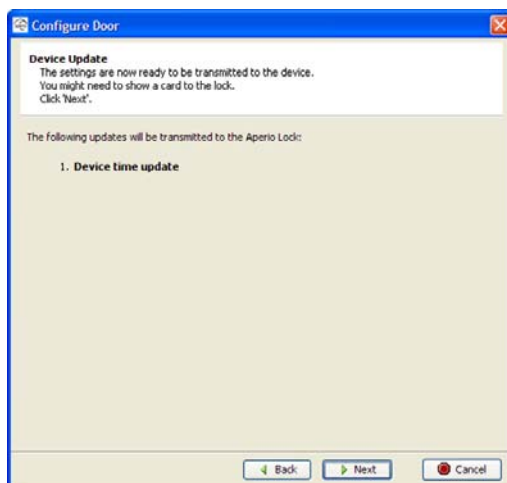 Configure Door
Device Update
The settings are now ready to be transmitted to the device.
You might need to show a card to the lock.
Click 'Next'.
The following updates will be transmitted to the Aperio Lock:
1. Device time update
Back Next Cancel